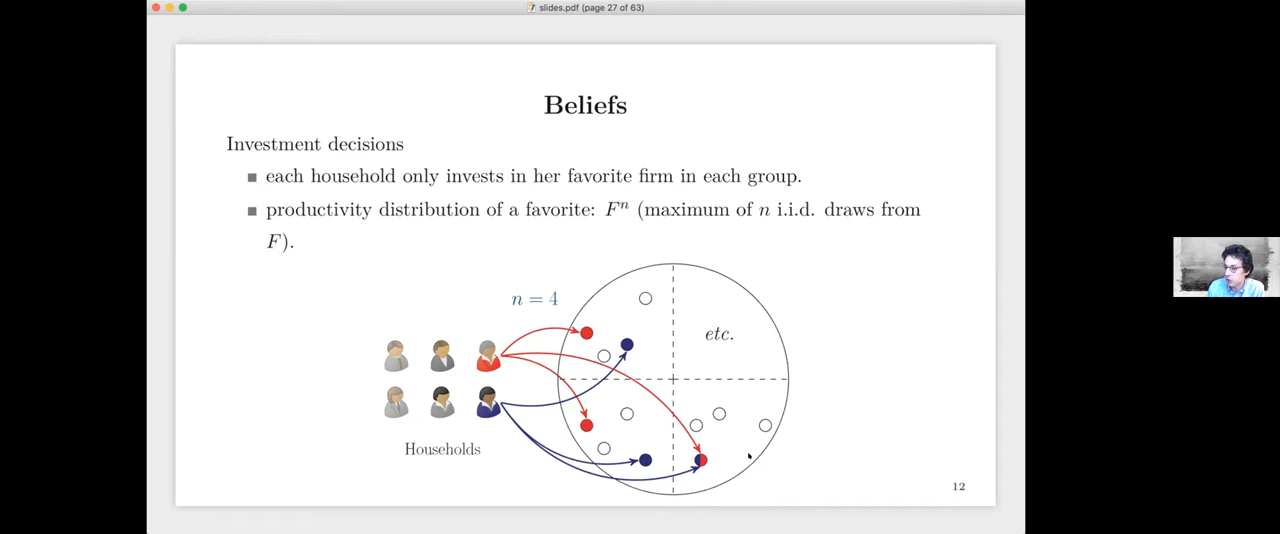 slides.pdf (page 27 of 63)
Beliefs
Investment decisions
■ each household only invests in her favorite firm in each group.
■ productivity distribution of a favorite: Fⁿ (maximum of n i.i.d. draws from
F).
n = 4
etc.
Households
12